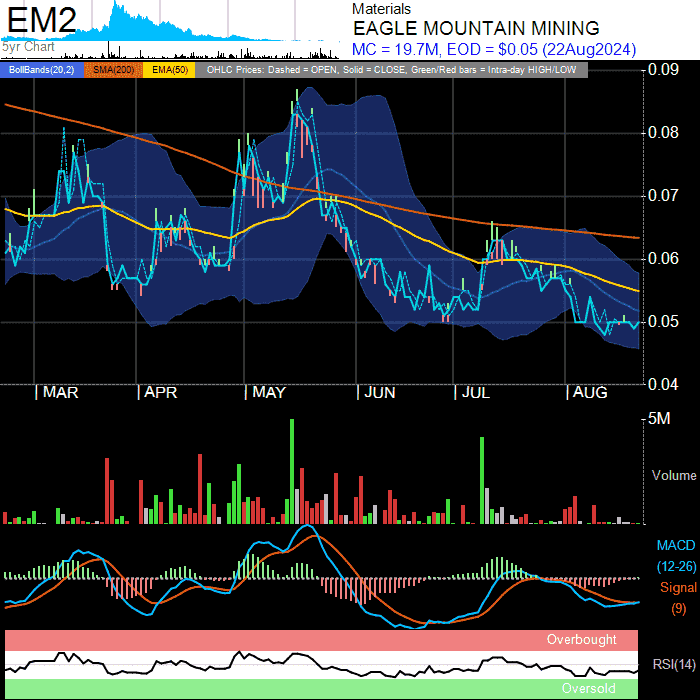 EM2
5yr Chart
Materials
EAGLE MOUNTAIN MINING
MC = 19.7M, EOD = $0.05 (22Aug2024)
BollBands(20,2) SMA(200) EMA(50) OHLC Prices: Dashed = OPEN, Solid = CLOSE, Green/Red bars = Intra-day HIGH/LOW
0.09
0.08
0.07
0.06
0.05
0.04
| MAR | APR | MAY | JUN | JUL | AUG
5M
Volume
MACD
(12-26)
Signal
(9)
Overbought
RSI(14)
Oversold